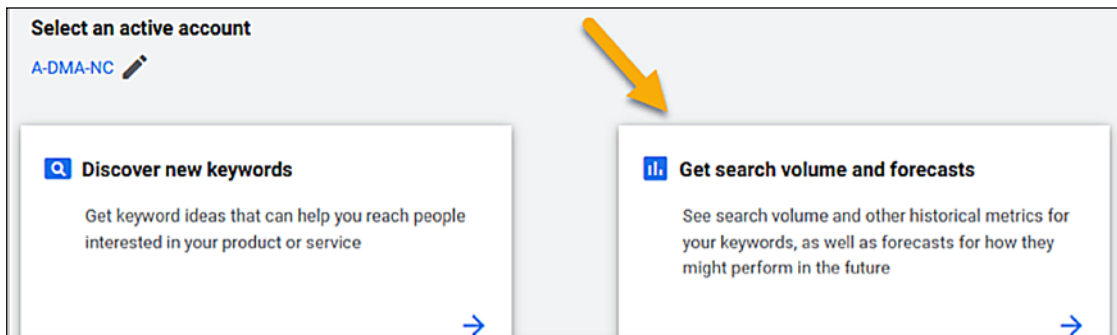 Select an active account
A-DMA-NC
Discover new keywords
Get keyword ideas that can help you reach people
interested in your product or service
Get search volume and forecasts
See search volume and other historical metrics for
your keywords, as well as forecasts for how they
might perform in the future